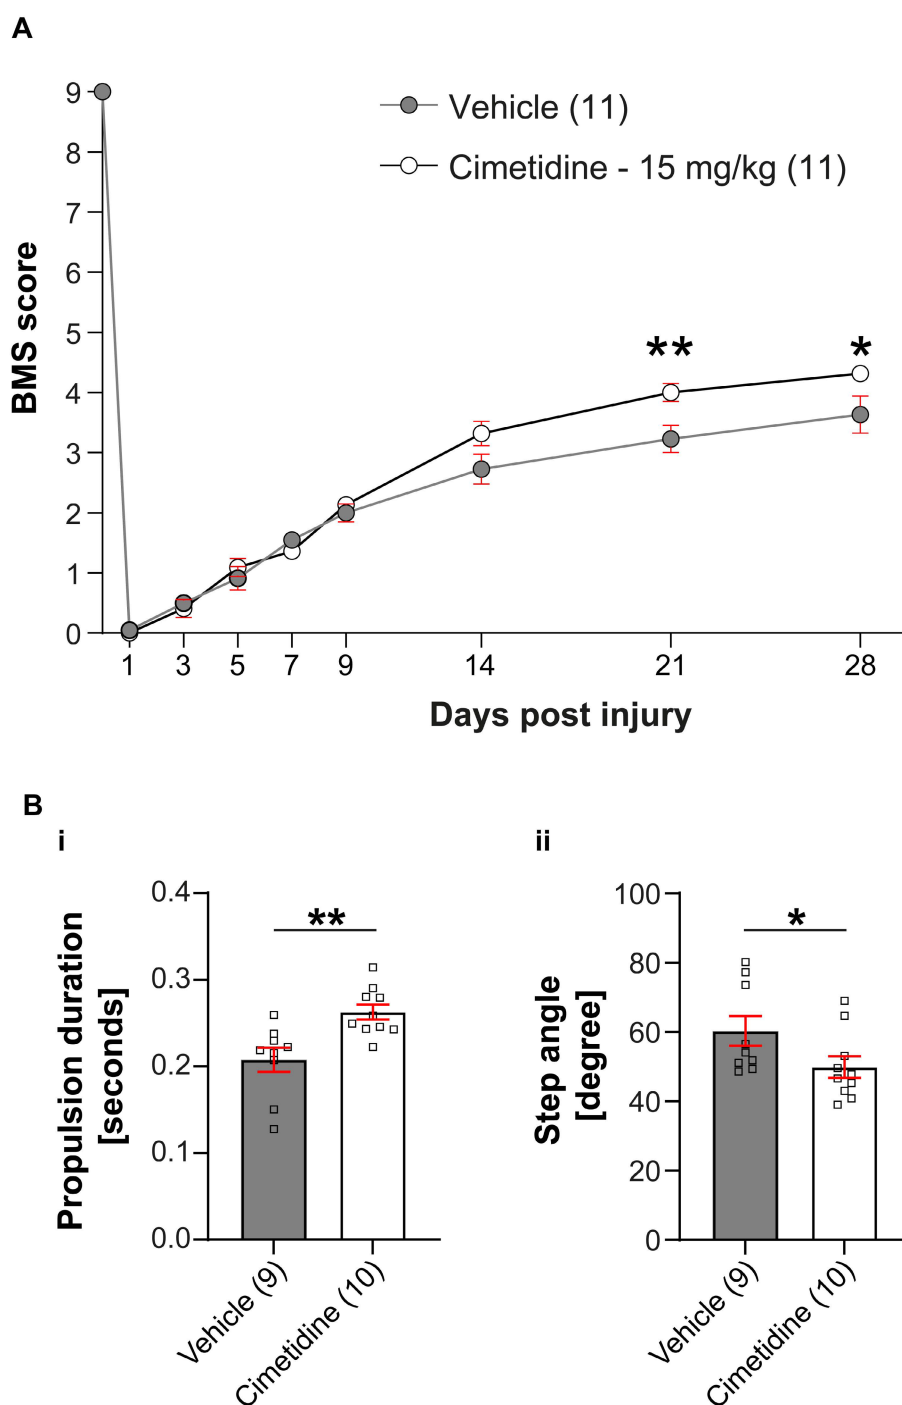 A
9
8
7
6
5
4
3
2
1
0
BMS score
Vehicle (11)
Cimetidine - 15 mg/kg (11)
** *
1 3 5 7 9 14 21 28
Days post injury
B
i
0.4
0.3
0.2
0.1
0.0
Propulsion duration
[seconds]
**
Vehicle (9)
Cimetidine (10)
ii
100
80
60
40
20
0
Step angle
[degree]
*
Vehicle (9)
Cimetidine (10)